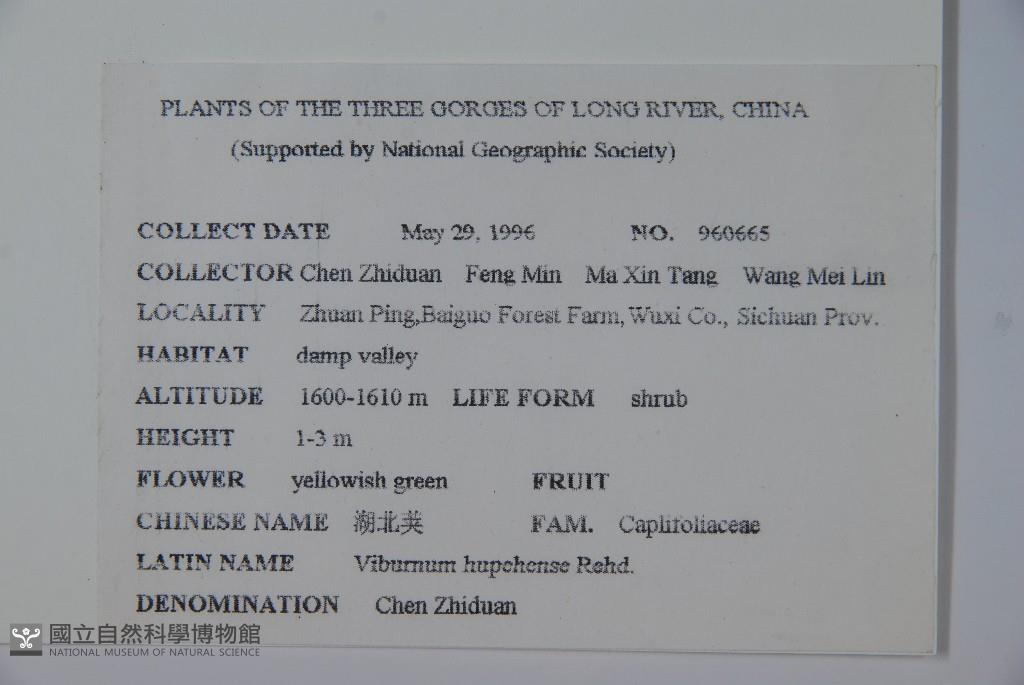 PLANTS OF THE THREE GORGES OF LONG RIVER, CHINA
(Supported by National Geographic Society)
COLLECT DATE May 29, 1996 NO. 960665
COLLECTOR Chen Zhiduan Feng Min Ma Xin Tang Wang Mei Lin
LOCALITY Zhuan Ping,Baiguo Forest Farm, Wuxi Co., Sichuan Prov.
HABITAT damp valley
ALTITUDE 1600-1610 m LIFE FORM shrub
HEIGHT 1-3 m
FLOWER yellowish green FRUIT
CHINESE NAME 湖北荚 FAM. Caplifoliaceae
LATIN NAME Viburnum hupehense Rehd.
DENOMINATION Chen Zhiduan
國立自然科學博物館
NATIONAL MUSEUM OF NATURAL SCIENCE